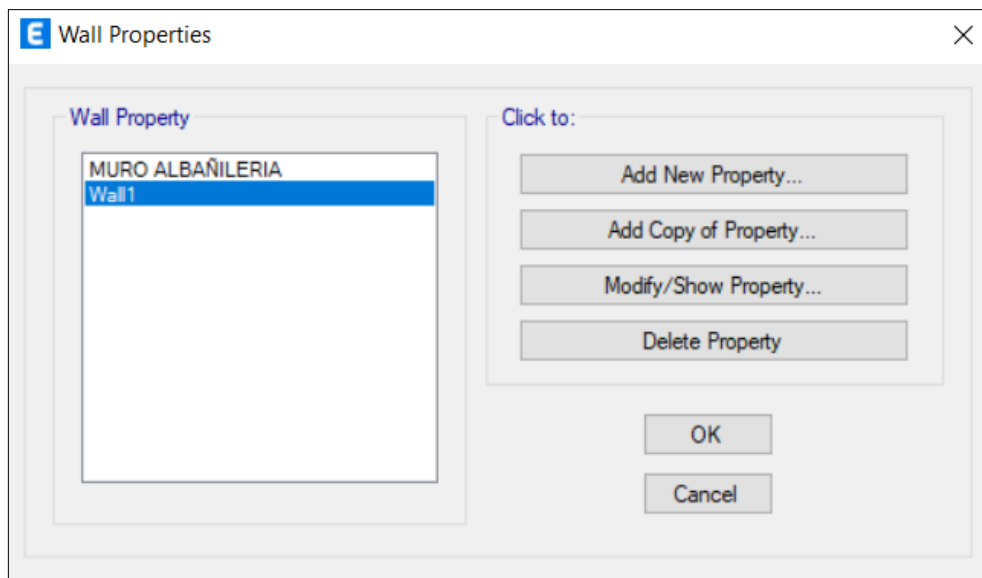 E Wall Properties
Wall Property
MURO ALBAÑILERIA
Wall1
Click to:
Add New Property...
Add Copy of Property...
Modify/Show Property...
Delete Property
OK
Cancel